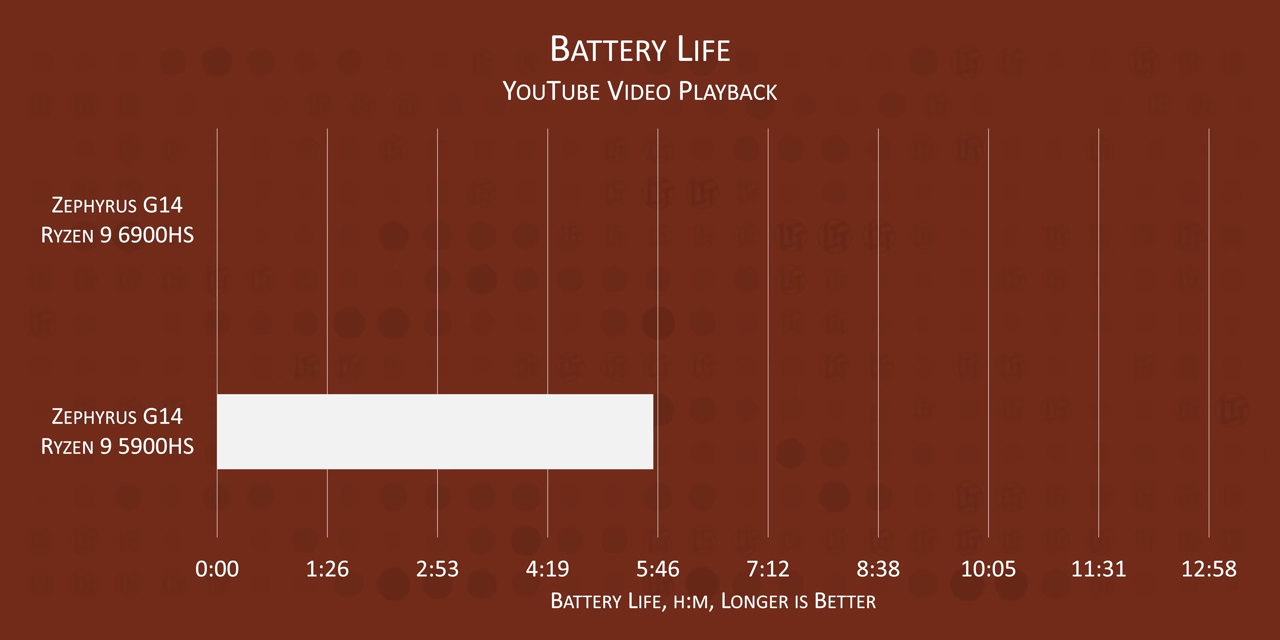 Battery Life
YouTube Video Playback
Zephyrus G14
Ryzen 9 6900HS
Zephyrus G14
Ryzen 9 5900HS
0:00 1:26 2:53 4:19 5:46 7:12 8:38 10:05 11:31 12:58
Battery Life, h:m, Longer is Better